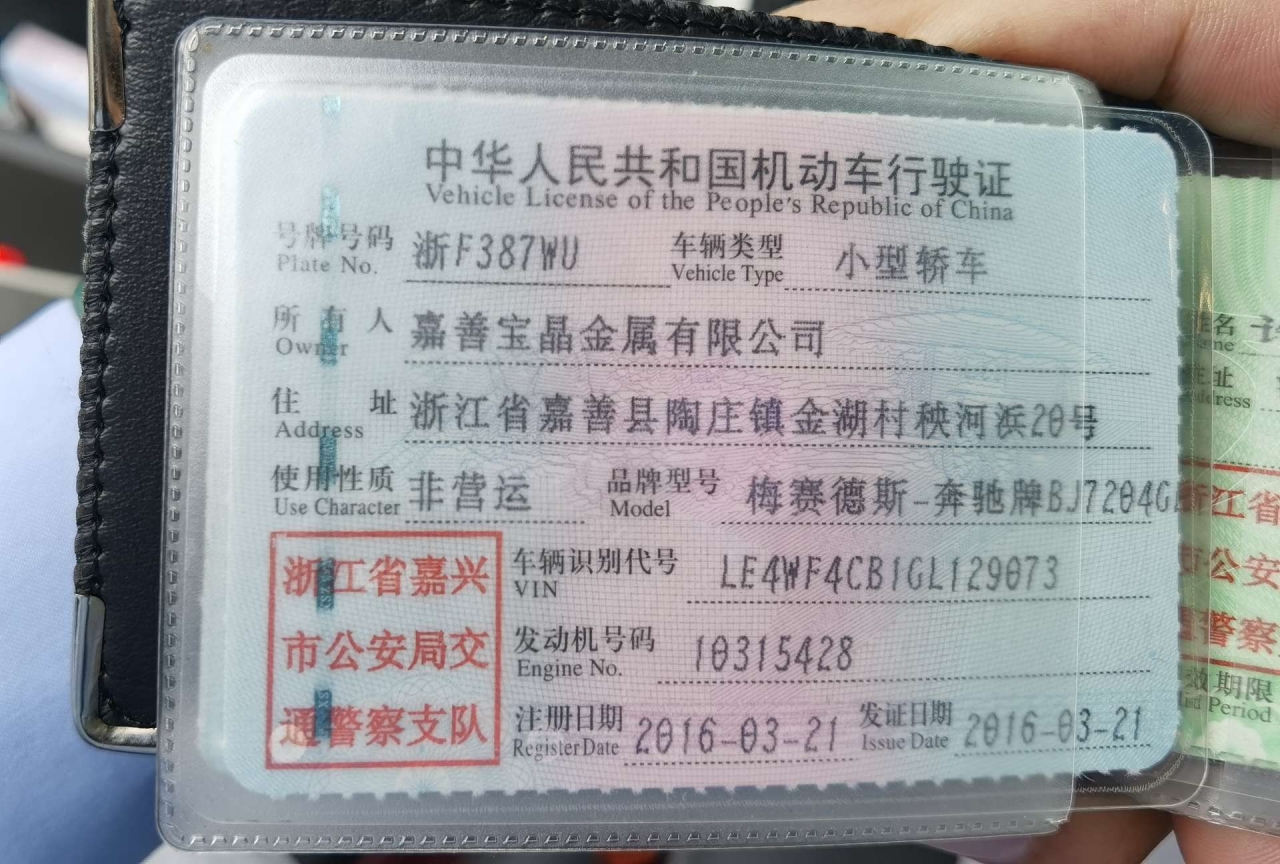 中华人民共和国机动车行驶证
Vehicle License of the People's Republic of China
号牌号码 浙F387WU 车辆类型 小型轿车
Plate No. Vehicle Type
所有人 嘉善宝晶金属有限公司
Owner
住址 浙江省嘉善县陶庄镇金湖村秧河浜20号
Address
使用性质 非营运 品牌型号 梅赛德斯-奔驰牌BJ7204G
Use Character Model
浙江省嘉兴
市公安局交
通警察支队
车辆识别代号 LE4WF4CB1GL129073
VIN
发动机号码 10315428
Engine No.
注册日期 2016-03-21 发证日期 2016-03-21
Register Date Issue Date
江省
公安
警察
期限
Period